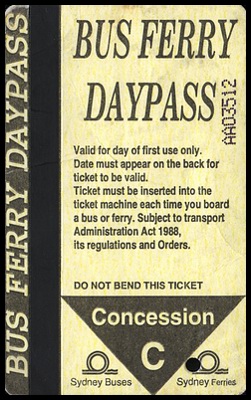 BUS FERRY DAYPASS
BUS FERRY
DAYPASS
AA03512
Valid for day of first use only.
Date must appear on the back for
ticket to be valid.
Ticket must be inserted into the
ticket machine each time you board
a bus or ferry. Subject to transport
Administration Act 1988,
its regulations and Orders.
DO NOT BEND THIS TICKET
Concession
C
Sydney Buses
Sydney Ferries